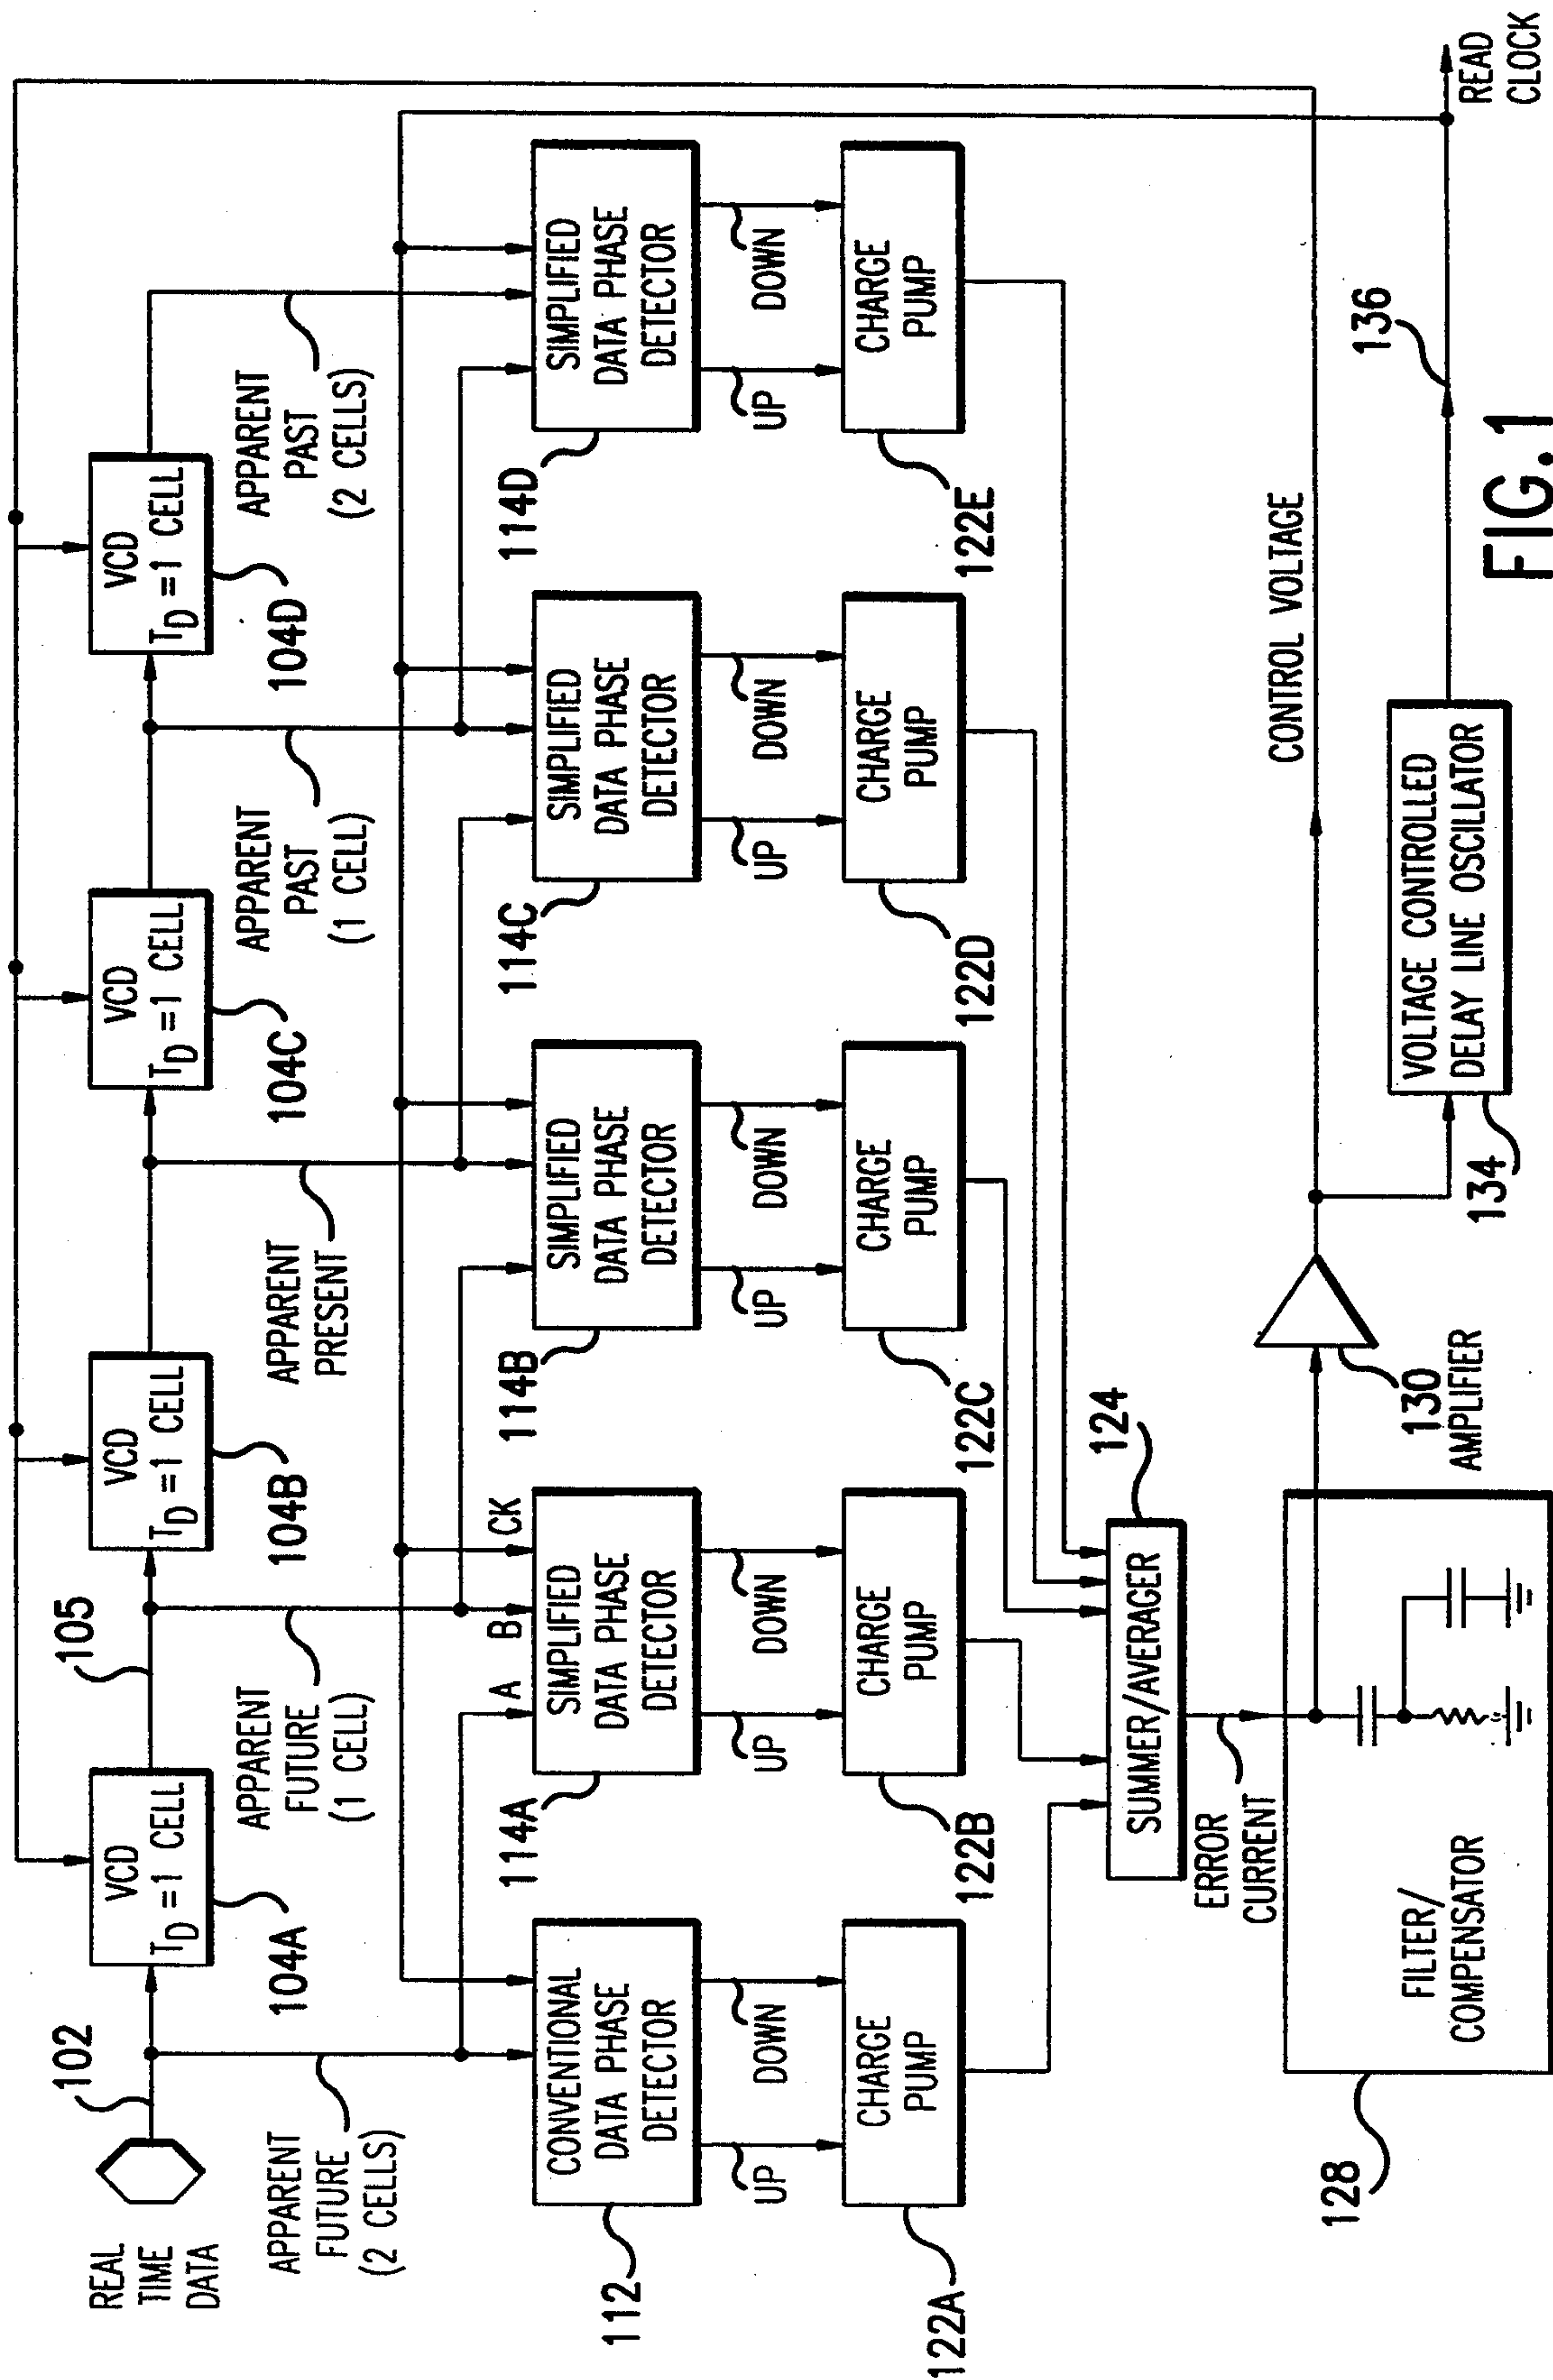 REAL
TIME
DATA
102
VCD
T_D = 1 CELL
104A
105
VCD
T_D = 1 CELL
104B
VCD
T_D = 1 CELL
104C
VCD
T_D = 1 CELL
104D
APPARENT
FUTURE
(2 CELLS)
APPARENT
FUTURE
(1 CELL)
APPARENT
PRESENT
APPARENT
PAST
(1 CELL)
APPARENT
PAST
(2 CELLS)
A
B
CK
112
CONVENTIONAL
DATA PHASE
DETECTOR
114A
SIMPLIFIED
DATA PHASE
DETECTOR
114B
SIMPLIFIED
DATA PHASE
DETECTOR
114C
SIMPLIFIED
DATA PHASE
DETECTOR
114D
SIMPLIFIED
DATA PHASE
DETECTOR
UP
DOWN
UP
DOWN
UP
DOWN
UP
DOWN
UP
DOWN
122A
CHARGE
PUMP
122B
CHARGE
PUMP
122C
CHARGE
PUMP
122D
CHARGE
PUMP
122E
CHARGE
PUMP
SUMMER/AVERAGER
124
ERROR
CURRENT
128
FILTER/
COMPENSATOR
130
AMPLIFIER
CONTROL VOLTAGE
134
VOLTAGE CONTROLLED
DELAY LINE OSCILLATOR
136
READ
CLOCK
FIG.1